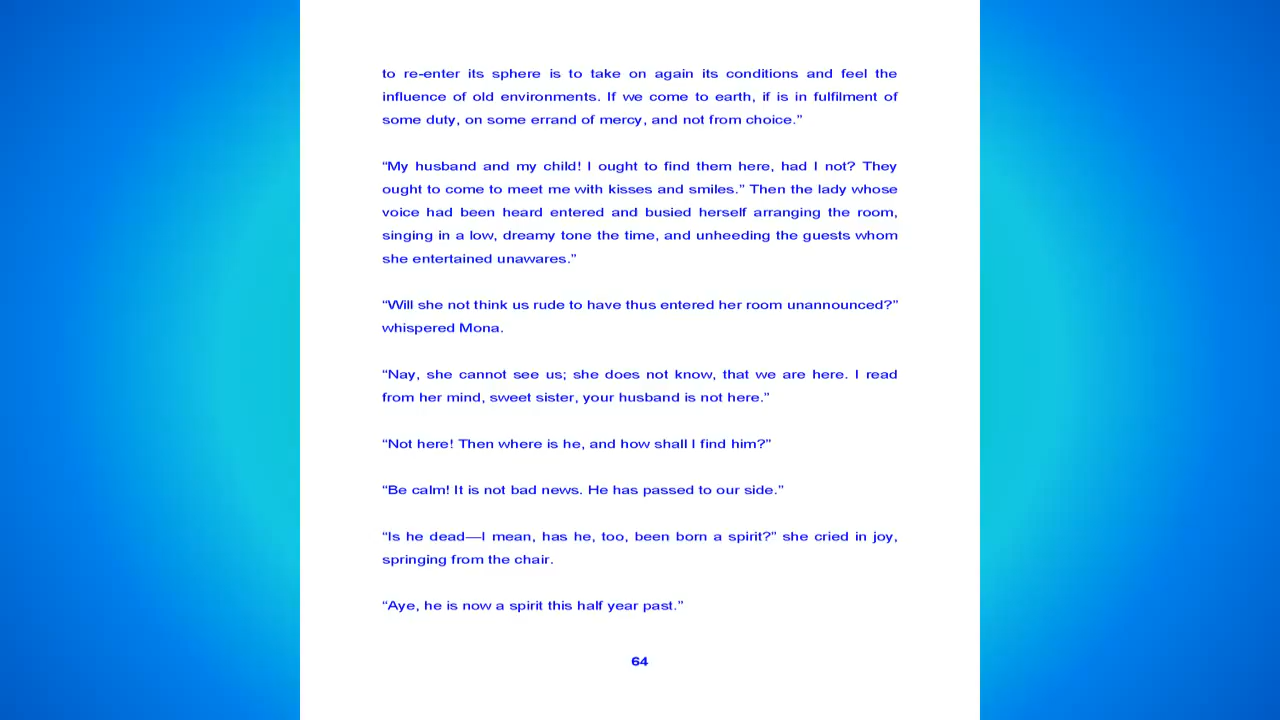 to re-enter its sphere is to take on again its conditions and feel the
influence of old environments. If we come to earth, if is in fulfilment of
some duty, on some errand of mercy, and not from choice.”
“My husband and my child! I ought to find them here, had I not? They
ought to come to meet me with kisses and smiles.” Then the lady whose
voice had been heard entered and busied herself arranging the room,
singing in a low, dreamy tone the time, and unheeding the guests whom
she entertained unawares.”
“Will she not think us rude to have thus entered her room unannounced?”
whispered Mona.
“Nay, she cannot see us; she does not know, that we are here. I read
from her mind, sweet sister, your husband is not here.”
“Not here! Then where is he, and how shall I find him?”
“Be calm! It is not bad news. He has passed to our side.”
“Is he dead—I mean, has he, too, been born a spirit?” she cried in joy,
springing from the chair.
“Aye, he is now a spirit this half year past.”
64